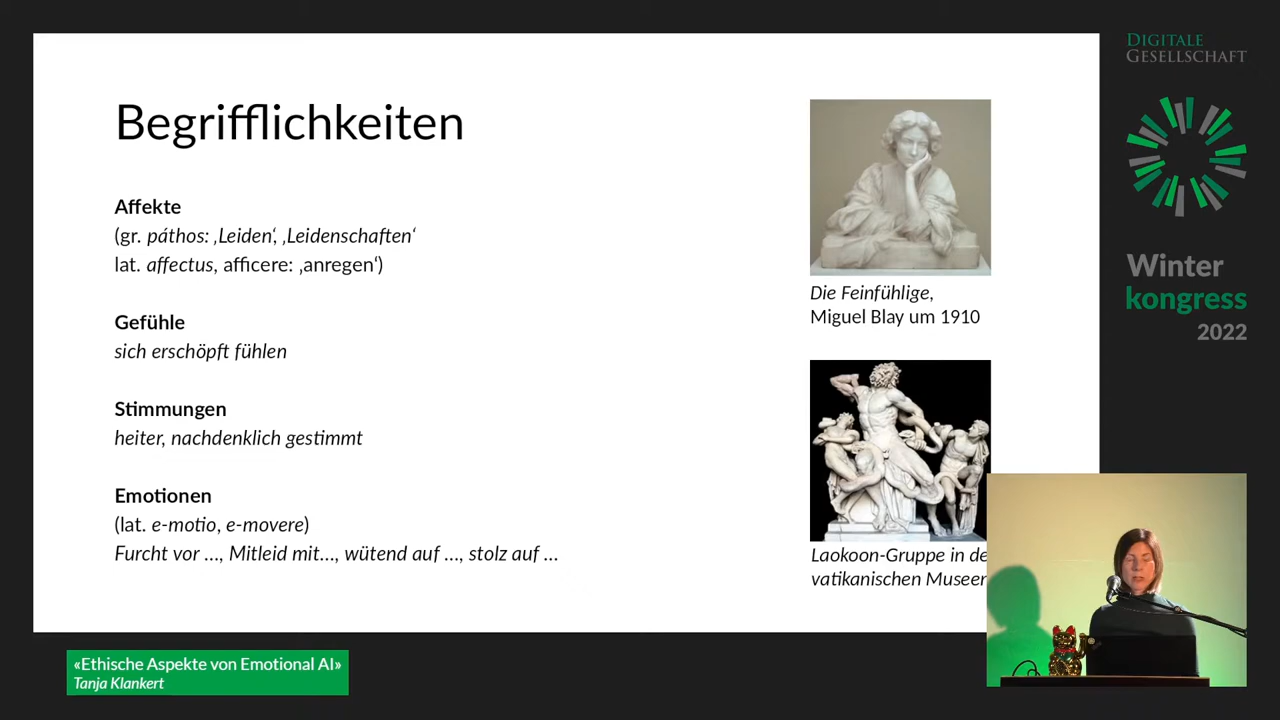 Begrifflichkeiten
Affekte
(gr. páthos: ‚Leiden‘, ‚Leidenschaften‘
lat. affectus, afficere: ‚anregen‘)
Gefühle
sich erschöpft fühlen
Stimmungen
heiter, nachdenklich gestimmt
Emotionen
(lat. e-motio, e-movere)
Furcht vor …, Mitleid mit…, wütend auf …, stolz auf …
Die Feinfühlige,
Miguel Blay um 1910
Laokoon-Gruppe in de
vatikanischen Museen
DIGITALE
GESELLSCHAFT
Winter
kongress
2022
«Ethische Aspekte von Emotional AI»
Tanja Klankert